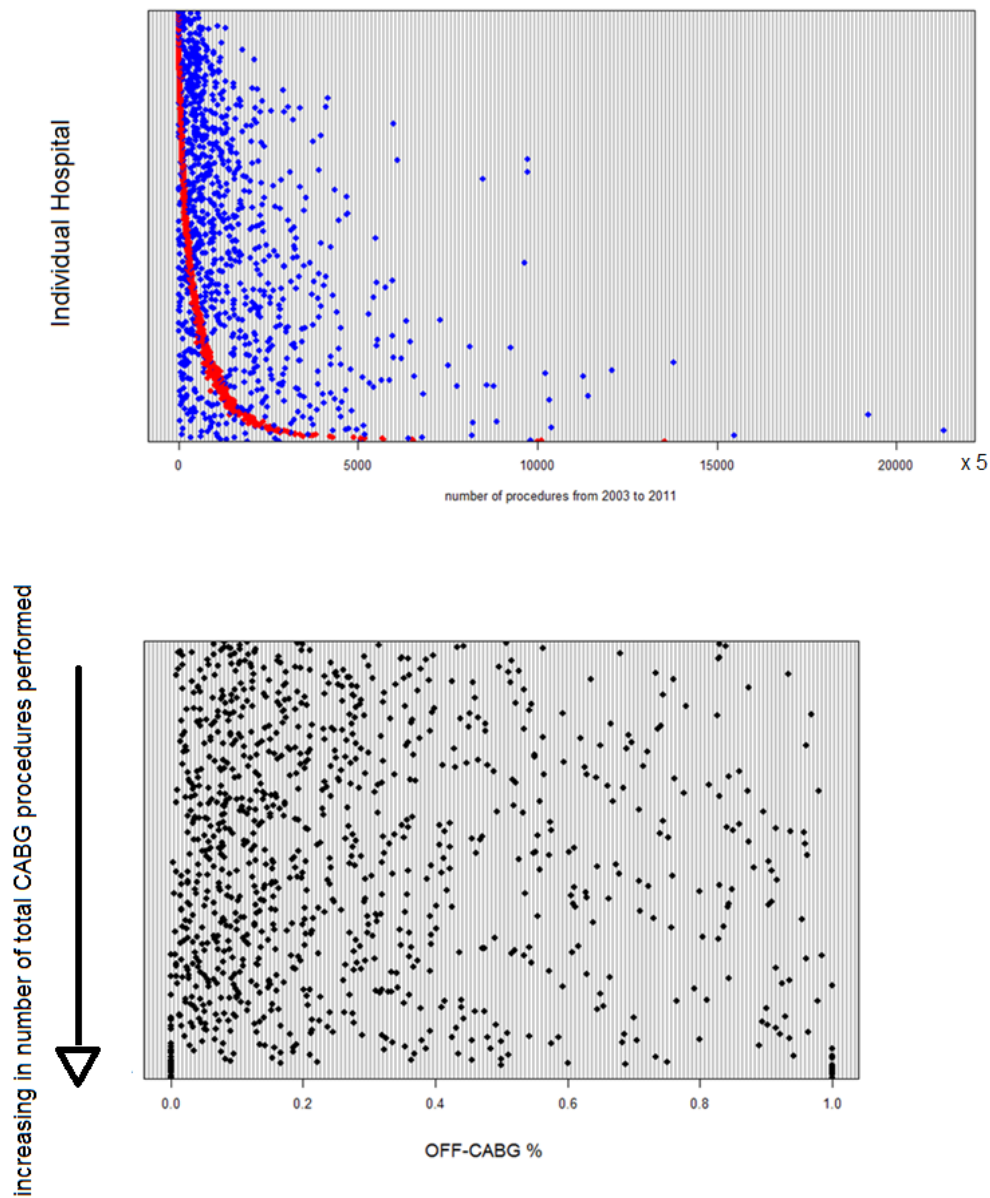 Individual Hospital
0 5000 10000 15000 20000 x 5
number of procedures from 2003 to 2011
increasing in number of total CABG procedures performed
0.0 0.2 0.4 0.6 0.8 1.0
OFF-CABG %